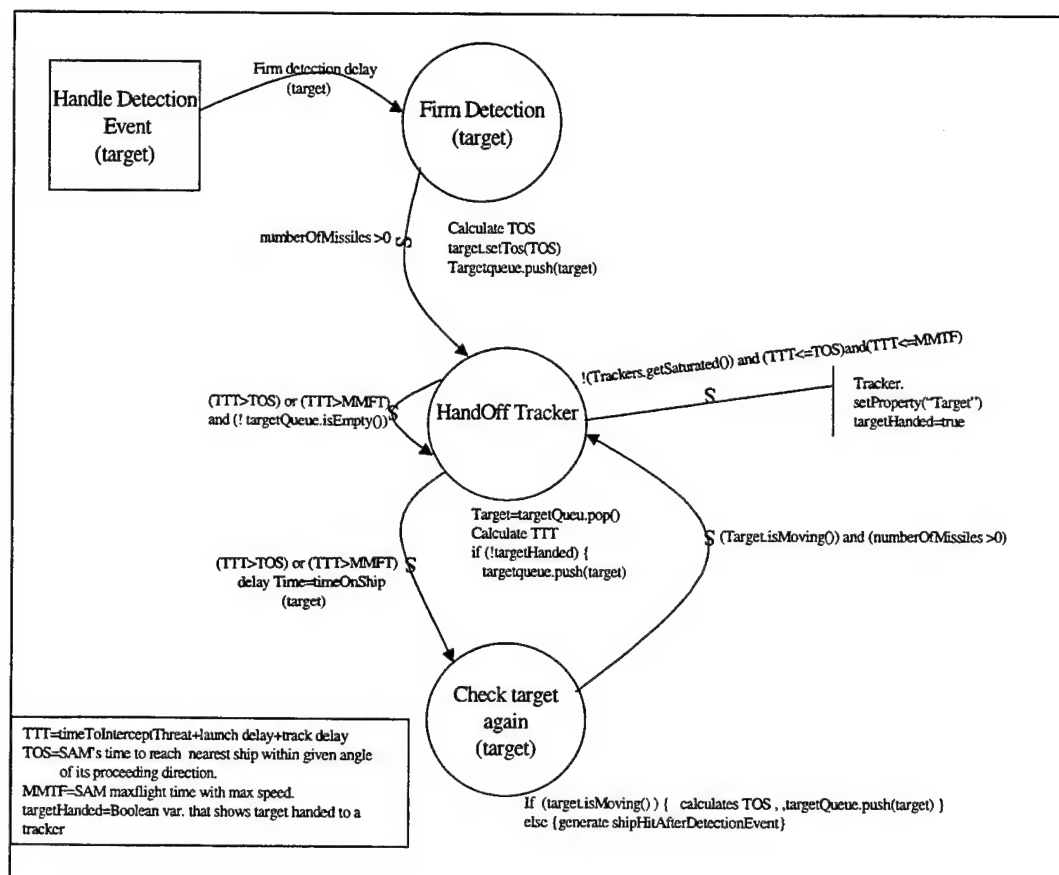 Firm detection delay
(target)
Handle Detection
Event
(target)
Firm Detection
(target)
numberOfMissiles >0 S
Calculate TOS
target.setTos(TOS)
Targetqueue.push(target)
!(Trackers.getSaturated()) and (TTT<=TOS)and(TTT<=MMTF)
S
Tracker.
setProperty("Target")
targetHanded=true
(TTT>TOS) or (TTT>MMFT)
and (! targetQueue.isEmpty()) S
HandOff Tracker
Target=targetQueu.pop()
Calculate TTT
if (!targetHanded) {
targetqueue.push(target)
S (Target.isMoving()) and (numberOfMissiles >0)
(TTT>TOS) or (TTT>MMFT) S
delay Time=timeOnShip
(target)
Check target
again
(target)
TTT=timeToInterceptThreat+launch delay+track delay
TOS=SAM's time to reach nearest ship within given angle
of its proceeding direction.
MMTF=SAM maxflight time with max speed.
targetHanded=Boolean var. that shows target handed to a
tracker
If (target.isMoving() ) { calculates TOS , ,targetQueue.push(target) }
else {generate shipHitAfterDetectionEvent}